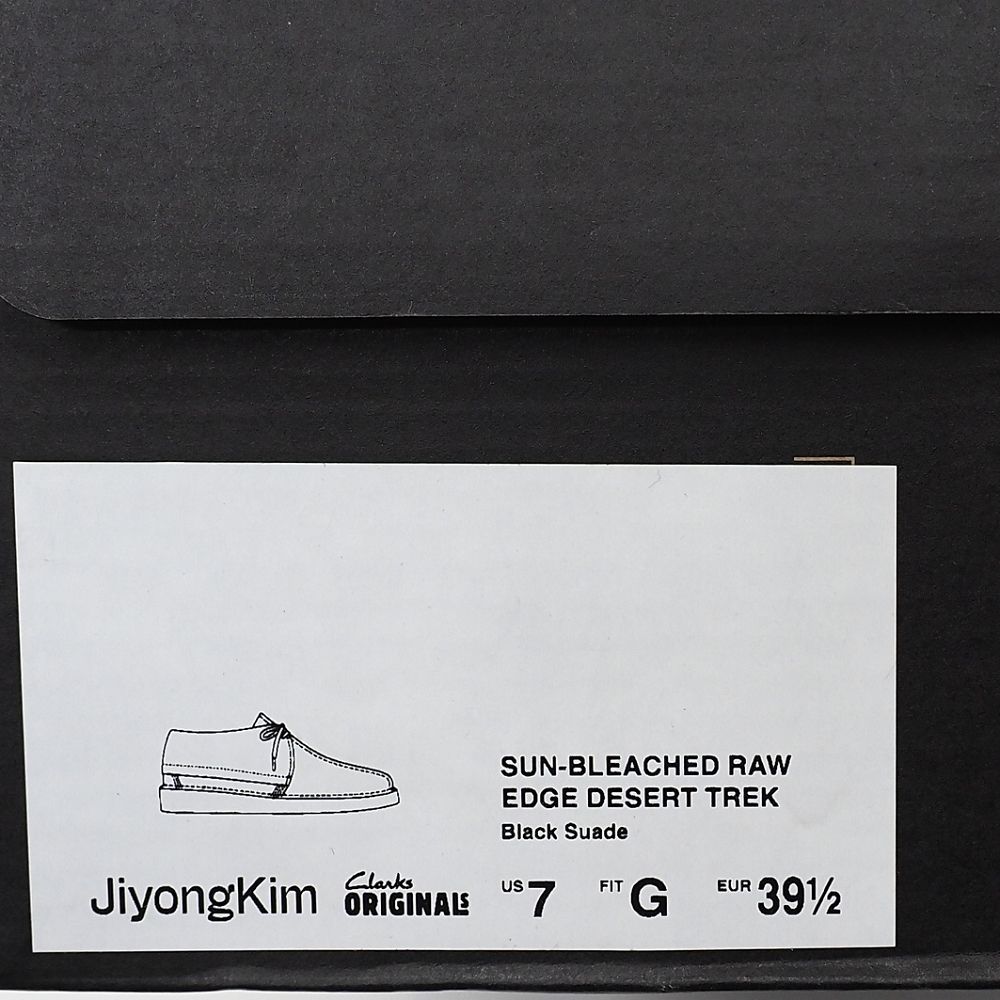 SUN-BLEACHED RAW
EDGE DESERT TREK
Black Suade
JiyongKim Clarks ORIGINALS US 7 FIT G EUR 39½